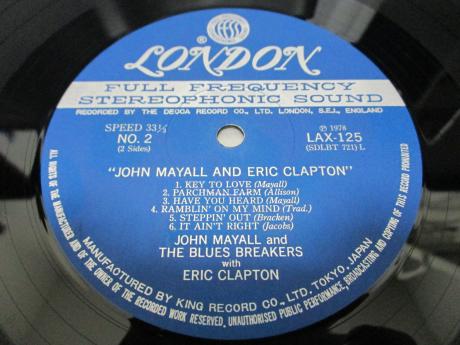 LONDON
FULL FREQUENCY
STEREOPHONIC SOUND
RECORDED BY THE DECCA RECORD CO., LTD. LONDON, S.E.I., ENGLAND
SPEED 33⅓
NO. 2
(2 Sides)
℗ 1978
LAX-125
(SDLBT 721) L
"JOHN MAYALL AND ERIC CLAPTON"
1. KEY TO LOVE (Mayall)
2. PARCHMAN FARM (Allison)
3. HAVE YOU HEARD (Mayall)
4. RAMBLIN' ON MY MIND (Trad.)
5. STEPPIN' OUT (Bracken)
6. IT AIN'T RIGHT (Jacobs)
JOHN MAYALL and
THE BLUES BREAKERS
with
ERIC CLAPTON
MANUFACTURED BY KING RECORD CO., LTD. TOKYO, JAPAN
ALL RIGHTS OF THE MANUFACTURER AND OF THE OWNER OF THE RECORDED WORK RESERVED, UNAUTHORISED PUBLIC PERFORMANCE, BROADCASTING AND COPYING OF THIS RECORD PROHIBITED